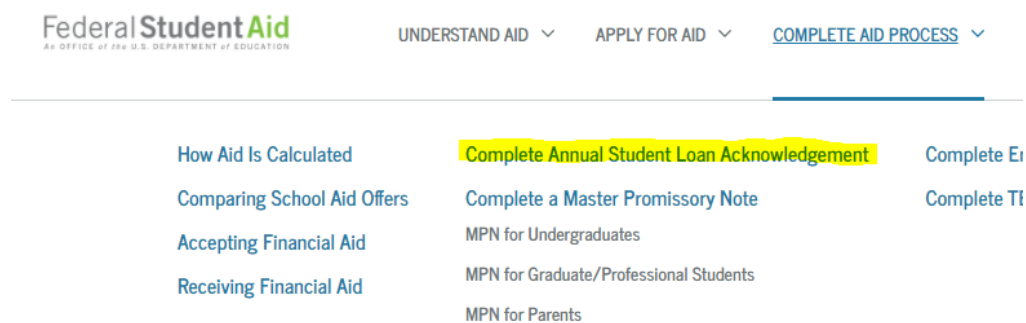 Federal Student Aid
An OFFICE of the U.S. DEPARTMENT of EDUCATION
UNDERSTAND AID
APPLY FOR AID
COMPLETE AID PROCESS
How Aid Is Calculated
Comparing School Aid Offers
Accepting Financial Aid
Receiving Financial Aid
Complete Annual Student Loan Acknowledgement
Complete a Master Promissory Note
MPN for Undergraduates
MPN for Graduate/Professional Students
MPN for Parents
Complete
Complete